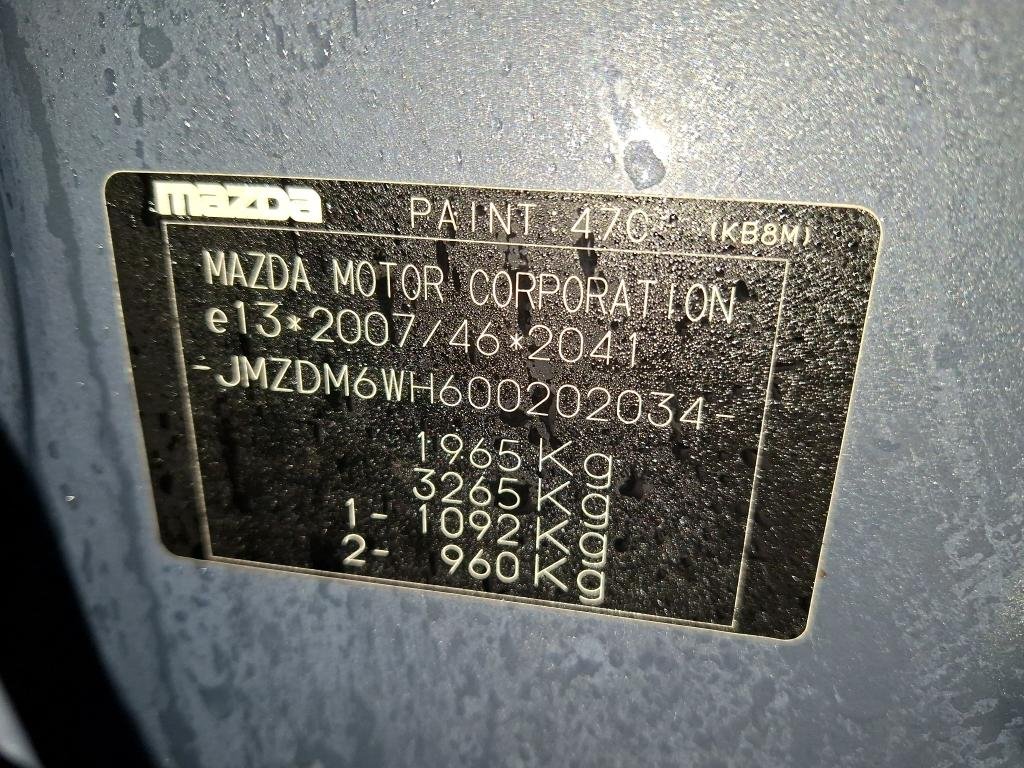 mazda PAINT:47C (KB8M)
MAZDA MOTOR CORPORATION
e13*2007/46*2041
-JMZDM6WH600202034-
1965Kg
3265Kg
1- 1092Kg
2- 960Kg